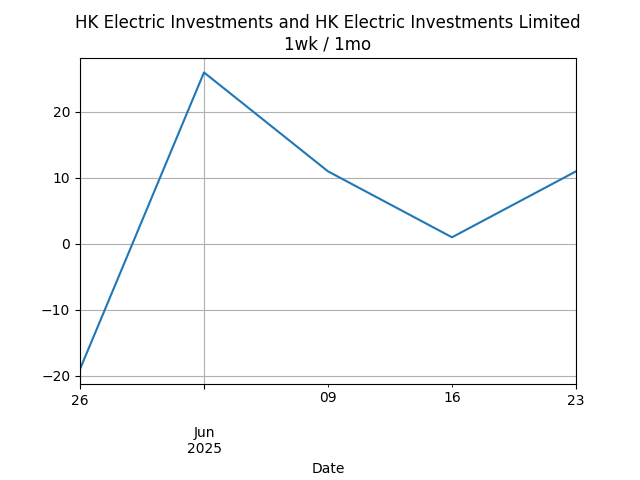 HK Electric Investments and HK Electric Investments Limited
1wk / 1mo
20
10
0
−10
−20
26
09
16
23
Jun
2025
Date